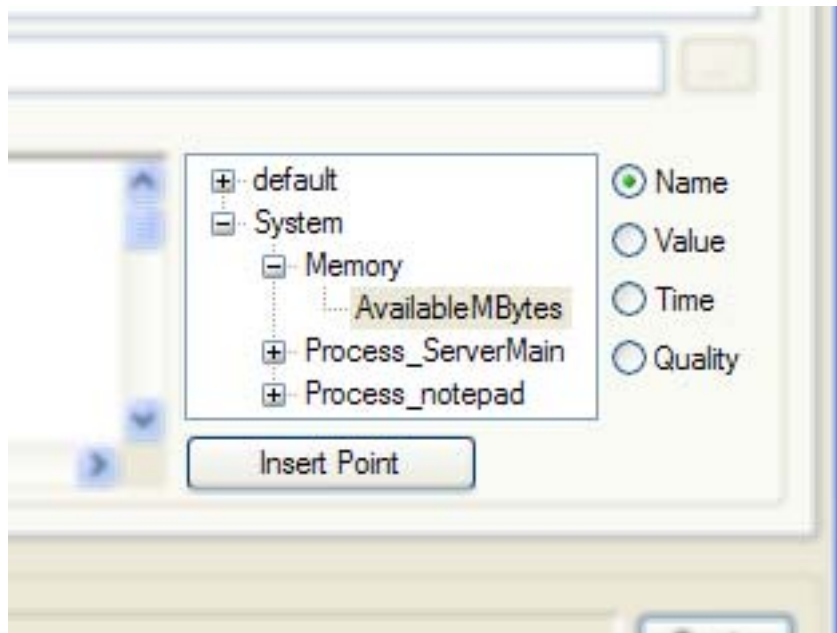 default
System
Memory
AvailableMBytes
Process_ServerMain
Process_notepad
Name
Value
Time
Quality
Insert Point